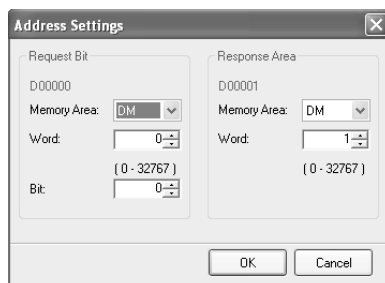 Address Settings
Request Bit
D00000
Memory Area: DM
Word: 0
( 0 - 32767 )
Bit: 0
Response Area
D00001
Memory Area: DM
Word: 1
( 0 - 32767 )
OK Cancel